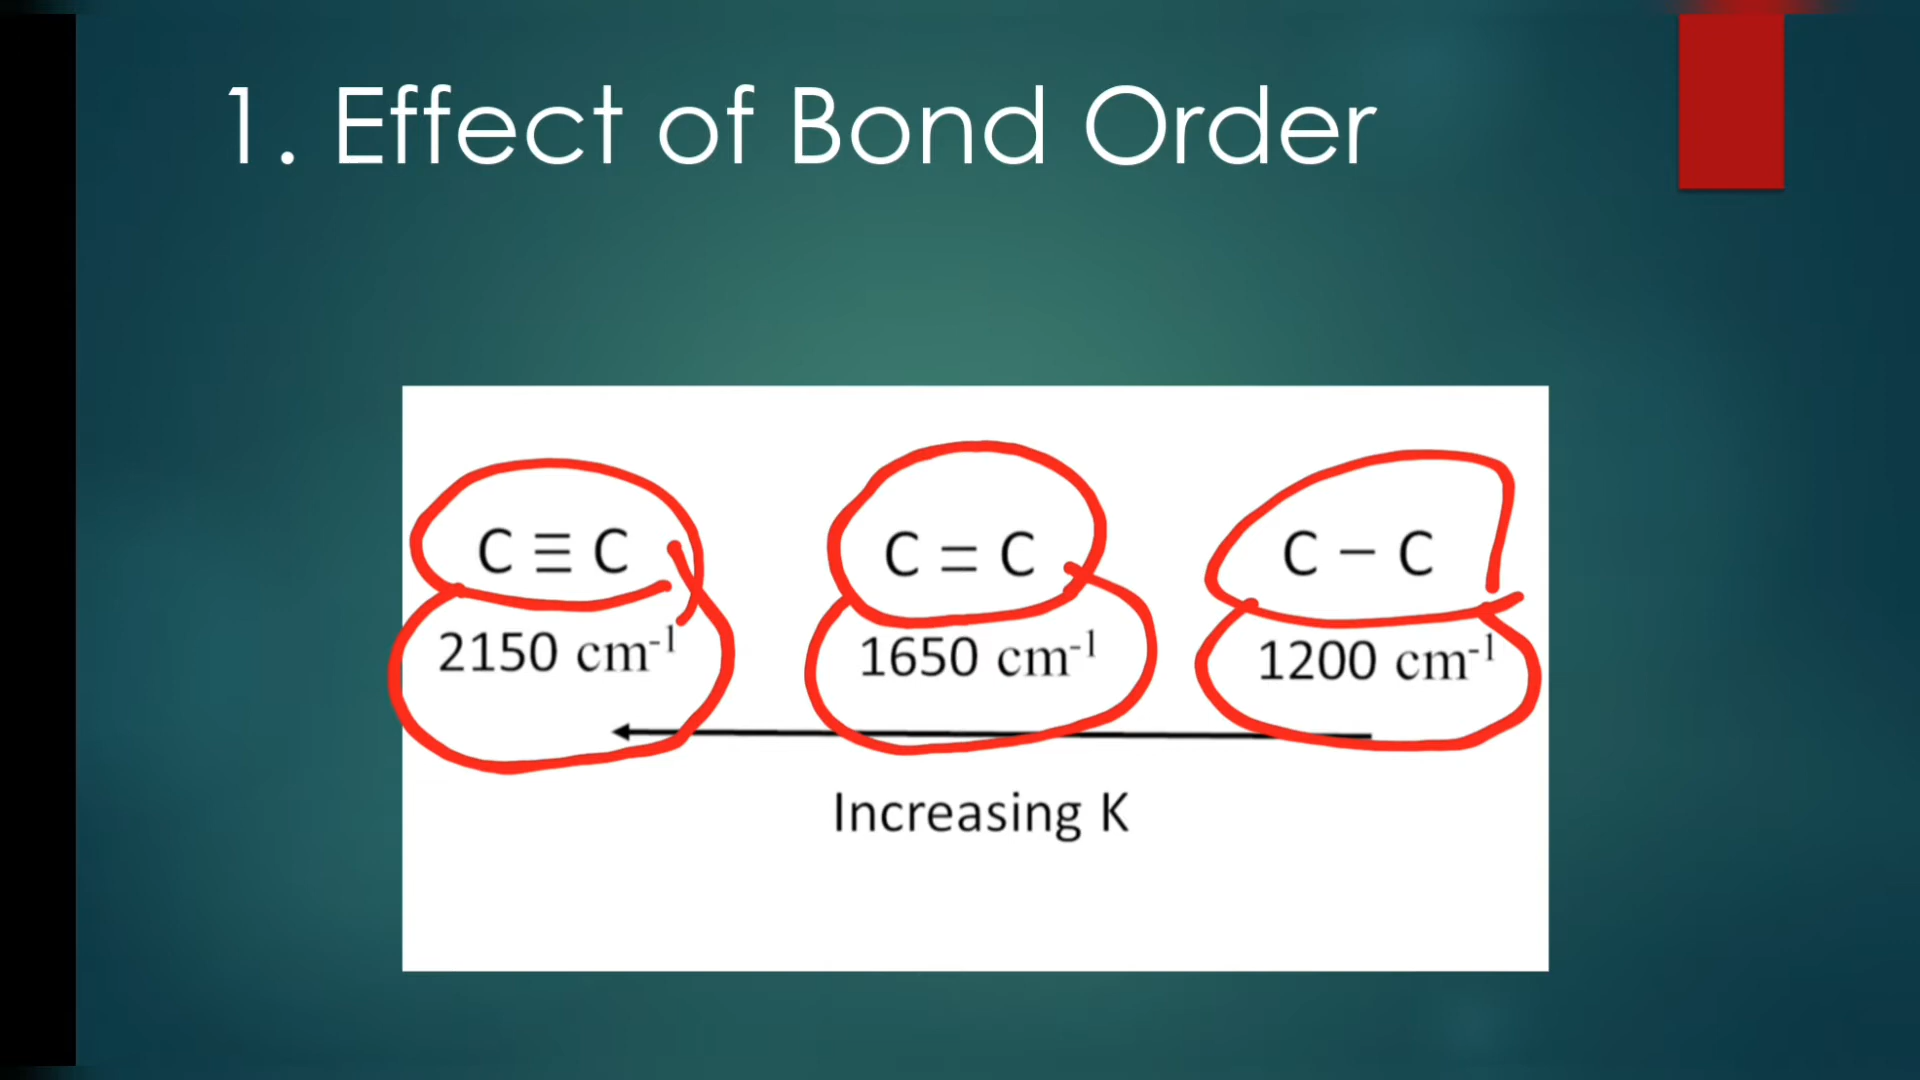 1. Effect of Bond Order
C ≡ C C = C C − C
2150 cm⁻¹ 1650 cm⁻¹ 1200 cm⁻¹
Increasing K